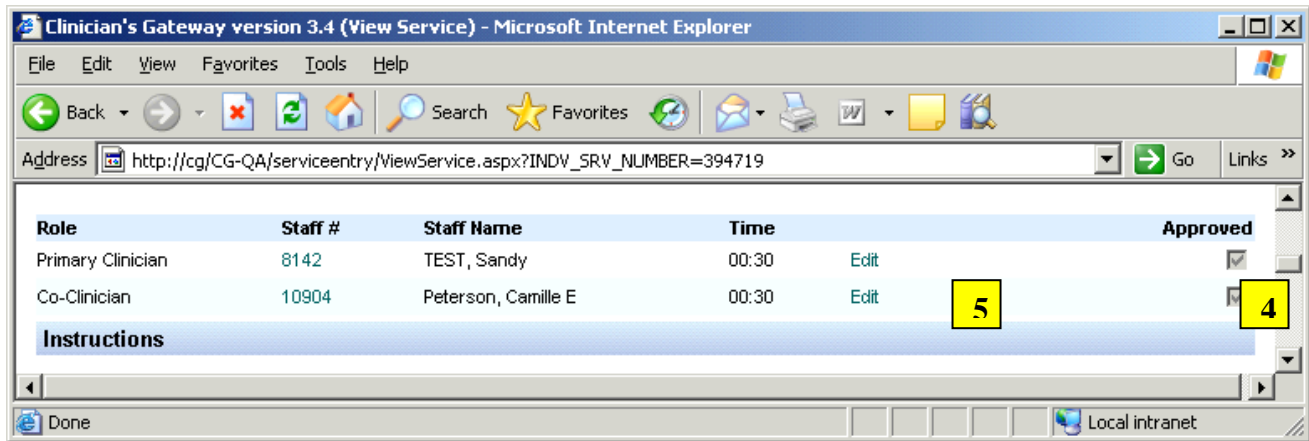 Clinician's Gateway version 3.4 (View Service) - Microsoft Internet Explorer
File Edit View Favorites Tools Help
Back Search Favorites
Address http://cg/CG-QA/serviceentry/ViewService.aspx?INDV_SRV_NUMBER=394719 Go Links »
Role Staff # Staff Name Time Approved
Primary Clinician 8142 TEST, Sandy 00:30 Edit
Co-Clinician 10904 Peterson, Camille E 00:30 Edit 5 4
Instructions
Done Local intranet